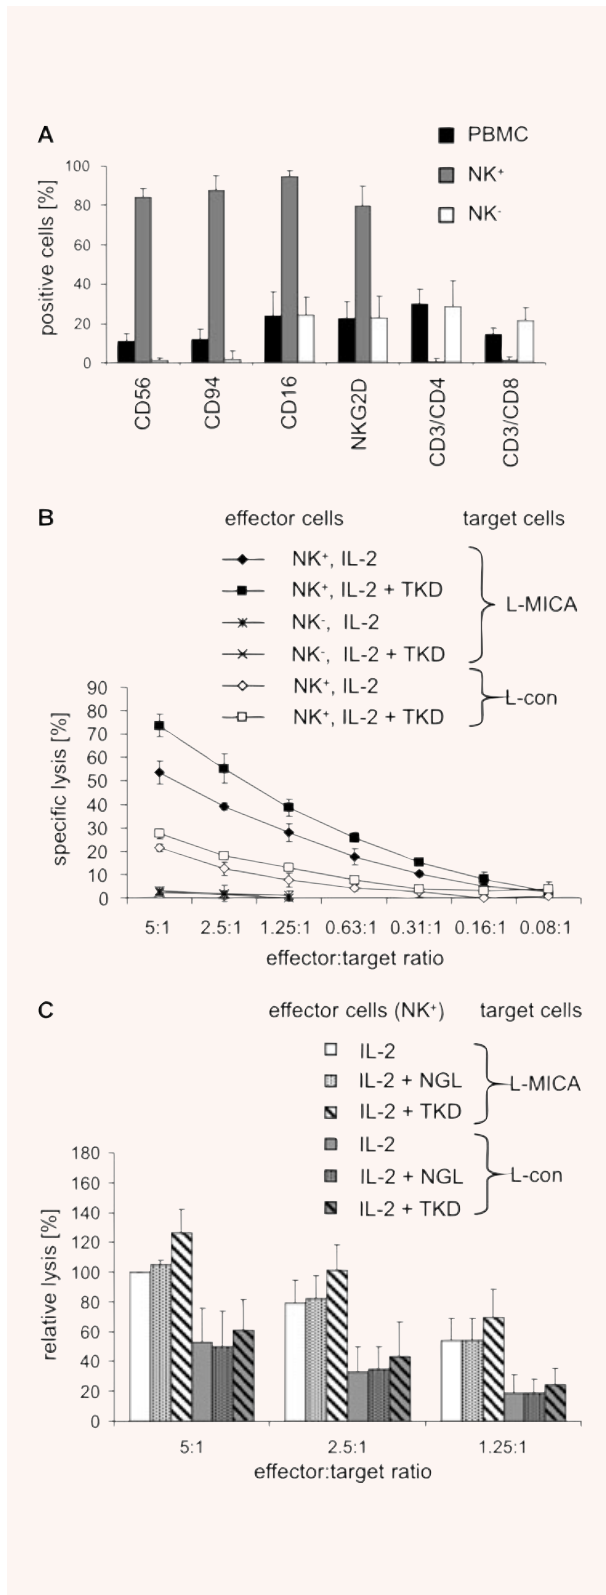 A
PBMC
NK+
NK-
positive cells [%]
100
80
60
40
20
0
CD56
CD94
CD16
NKG2D
CD3/CD4
CD3/CD8
B
effector cells target cells
NK+, IL-2
NK+, IL-2 + TKD
NK-, IL-2
NK-, IL-2 + TKD
L-MICA
NK+, IL-2
NK+, IL-2 + TKD
L-con
specific lysis [%]
90
80
70
60
50
40
30
20
10
0
5:1 2.5:1 1.25:1 0.63:1 0.31:1 0.16:1 0.08:1
effector:target ratio
C
effector cells (NK+) target cells
IL-2
IL-2 + NGL
IL-2 + TKD
L-MICA
IL-2
IL-2 + NGL
IL-2 + TKD
L-con
relative lysis [%]
180
160
140
120
100
80
60
40
20
0
5:1 2.5:1 1.25:1
effector:target ratio